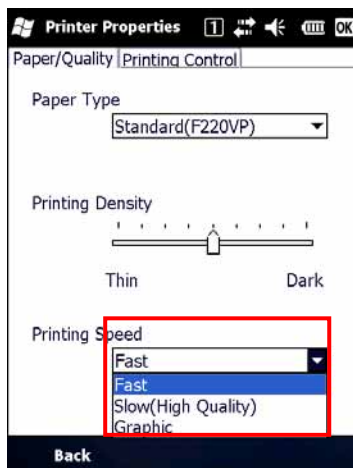 Printer Properties 1 OK
Paper/Quality Printing Control
Paper Type
Standard(F220VP)
Printing Density
Thin Dark
Printing Speed
Fast
Fast
Slow(High Quality)
Graphic
Back